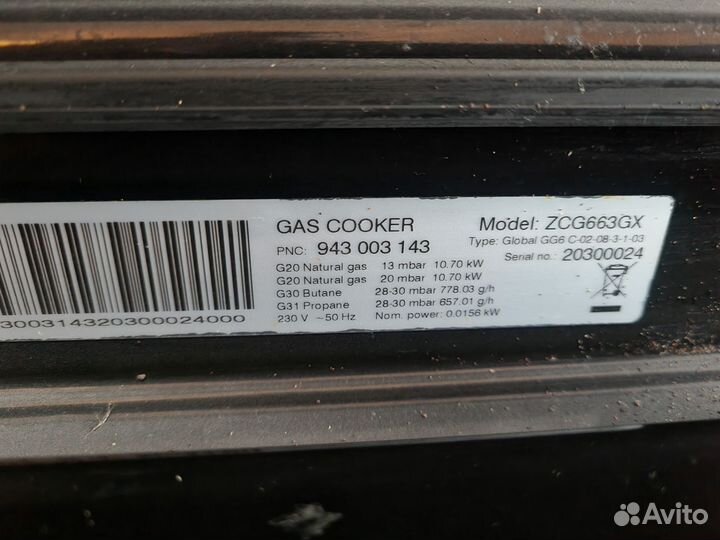 GAS COOKER
Model: ZCG663GX
PNC: 943 003 143
Type: Global GG6 C-02-08-3-1-03
Serial no.: 20300024
G20 Natural gas 13 mbar 10.70 kW
G20 Natural gas 20 mbar 10.70 kW
G30 Butane 28-30 mbar 778.03 g/h
G31 Propane 28-30 mbar 657.01 g/h
230 V ~50 Hz Nom. power: 0.0156 kW
300314320300024000
Avito